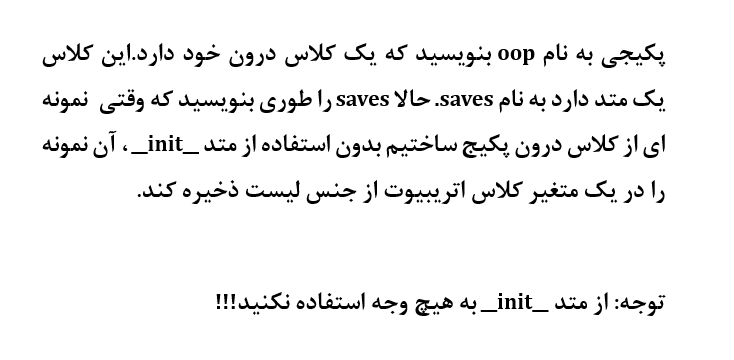 پکیجی به نام oop بنویسید که یک کلاس درون خود دارد.این کلاس
یک متد دارد به نام saves. حالا saves را طوری بنویسید که وقتی نمونه
ای از کلاس درون پکیج ساختیم بدون استفاده از متد _init_ ، آن نمونه
را در یک متغیر کلاس اتریبیوت از جنس لیست ذخیره کند.
توجه: از متد _init_ به هیچ وجه استفاده نکنید!!!